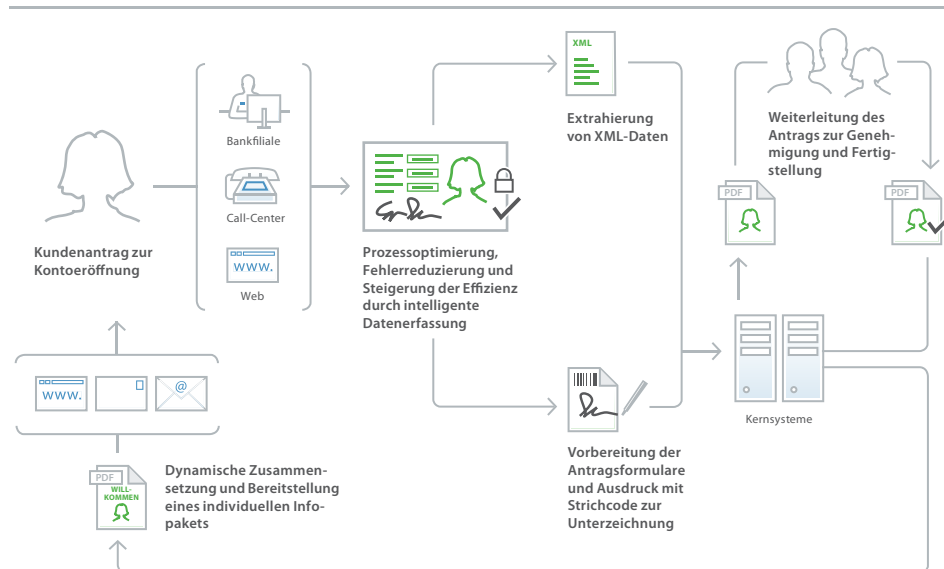 Kundenantrag zur
Kontoeröffnung
Bankfiliale
Call-Center
www.
Web
Prozessoptimierung,
Fehlerreduzierung und
Steigerung der Effizienz
durch intelligente
Datenerfassung
XML
Extrahierung
von XML-Daten
Vorbereitung der
Antragsformulare
und Ausdruck mit
Strichcode zur
Unterzeichnung
Kernsysteme
PDF
Weiterleitung des
Antrags zur Geneh-
migung und Fertig-
stellung
PDF
PDF
WILL-
KOMMEN
Dynamische Zusammen-
setzung und Bereitstellung
eines individuellen Info-
pakets
www.
@